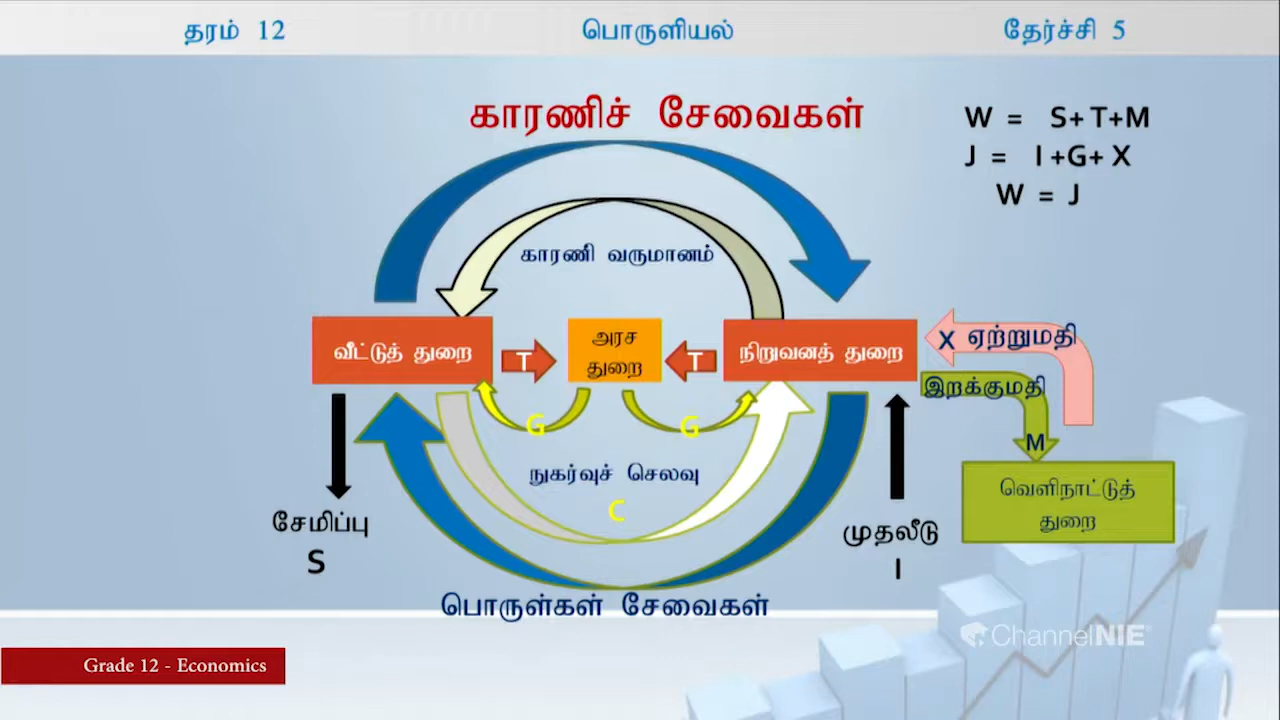 தரம் 12
பொருளியல்
தேர்ச்சி 5
காரணிச் சேவைகள்
W = S+ T+M
J = I +G+ X
W = J
காரணி வருமானம்
வீட்டுத் துறை
T
அரச
துறை
T
நிறுவனத் துறை
X ஏற்றுமதி
இறக்குமதி
M
G
G
நுகர்வுச் செலவு
C
சேமிப்பு
S
முதலீடு
I
வெளிநாட்டுத்
துறை
பொருள்கள் சேவைகள்
ChannelNIE
Grade 12 - Economics